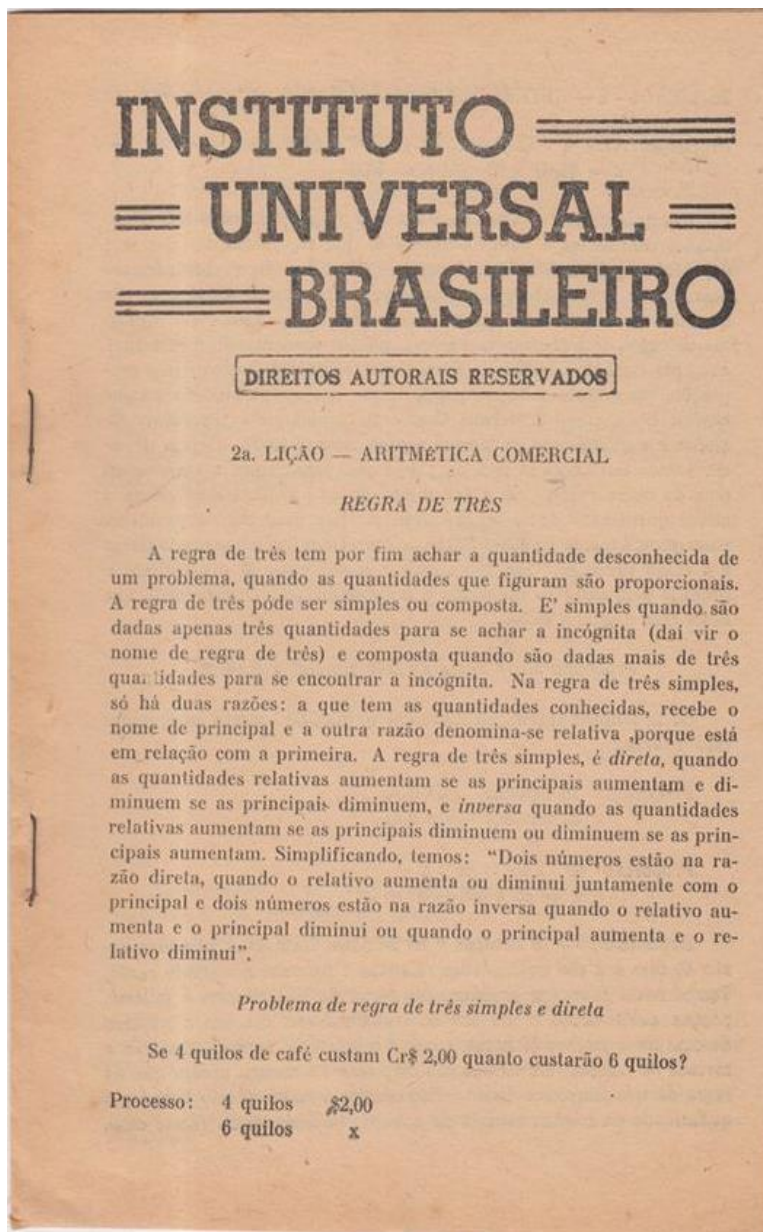 INSTITUTO
UNIVERSAL
BRASILEIRO
DIREITOS AUTORAIS RESERVADOS
2a. LIÇÃO — ARITMÉTICA COMERCIAL
REGRA DE TRÊS
A regra de três tem por fim achar a quantidade desconhecida de
um problema, quando as quantidades que figuram são proporcionais.
A regra de três póde ser simples ou composta. E' simples quando são
dadas apenas três quantidades para se achar a incógnita (daí vir o
nome de regra de três) e composta quando são dadas mais de três
quantidades para se encontrar a incógnita. Na regra de três simples,
só há duas razões: a que tem as quantidades conhecidas, recebe o
nome de principal e a outra razão denomina-se relativa ,porque está
em relação com a primeira. A regra de três simples, é direta, quando
as quantidades relativas aumentam se as principais aumentam e di-
minuem se as principais diminuem, e inversa quando as quantidades
relativas aumentam se as principais diminuem ou diminuem se as prin-
cipais aumentam. Simplificando, temos: "Dois números estão na ra-
zão direta, quando o relativo aumenta ou diminui juntamente com o
principal e dois números estão na razão inversa quando o relativo au-
menta e o principal diminui ou quando o principal aumenta e o re-
lativo diminui".
Problema de regra de três simples e direta
Se 4 quilos de café custam Cr$ 2,00 quanto custarão 6 quilos?
Processo: 4 quilos $2,00
6 quilos x